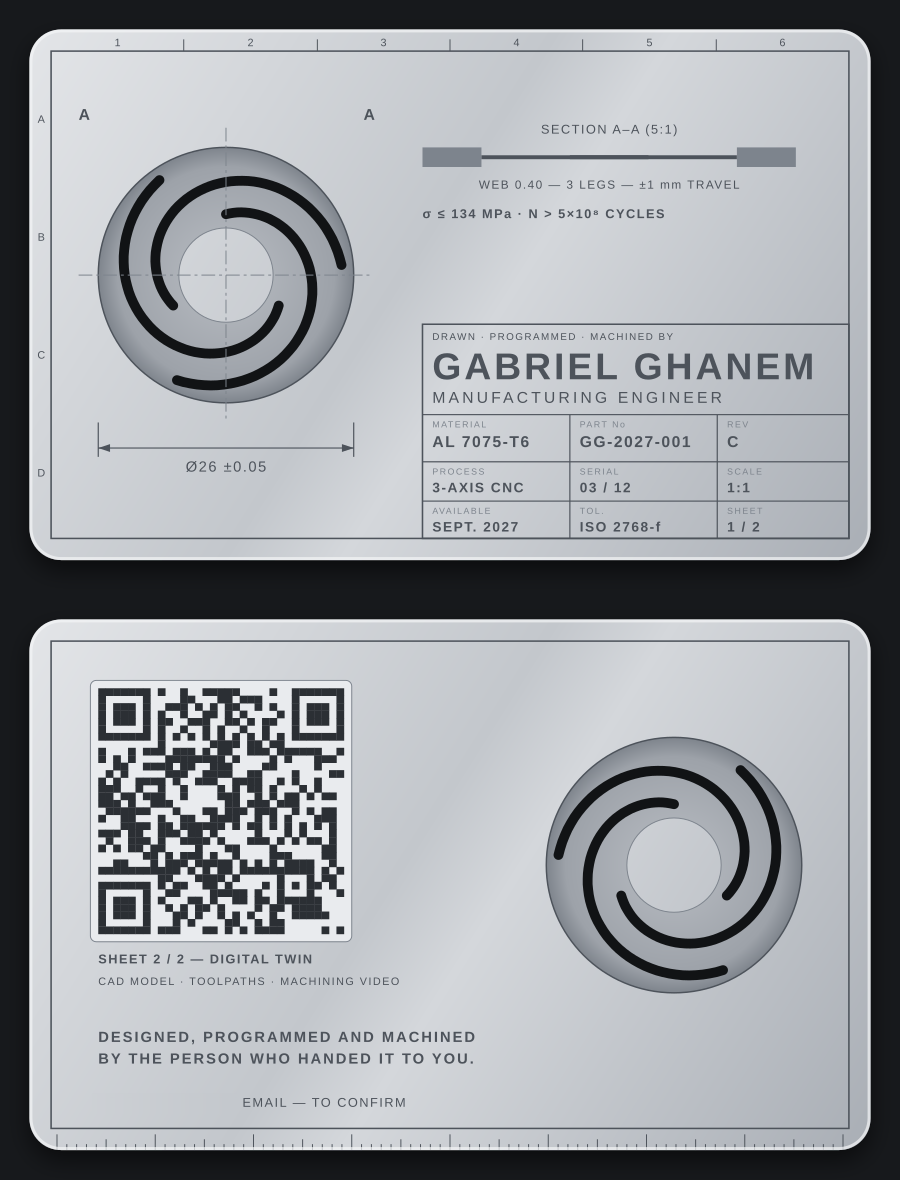 1 2 3 4 5 6
A
B
C
D
A A
SECTION A–A (5:1)
WEB 0.40 — 3 LEGS — ±1 mm TRAVEL
σ ≤ 134 MPa · N > 5×10⁸ CYCLES
Ø26 ±0.05
DRAWN · PROGRAMMED · MACHINED BY
GABRIEL GHANEM
MANUFACTURING ENGINEER
MATERIAL PART No REV
AL 7075-T6 GG-2027-001 C
PROCESS SERIAL SCALE
3-AXIS CNC 03 / 12 1:1
AVAILABLE TOL. SHEET
SEPT. 2027 ISO 2768-f 1 / 2
SHEET 2 / 2 — DIGITAL TWIN
CAD MODEL · TOOLPATHS · MACHINING VIDEO
DESIGNED, PROGRAMMED AND MACHINED
BY THE PERSON WHO HANDED IT TO YOU.
EMAIL — TO CONFIRM